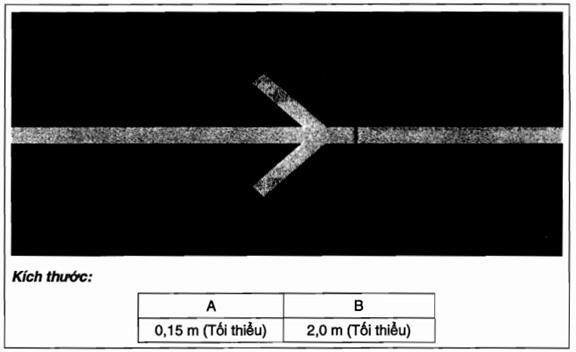 Kích thước:
A B
0,15 m (Tối thiểu) 2,0 m (Tối thiểu)